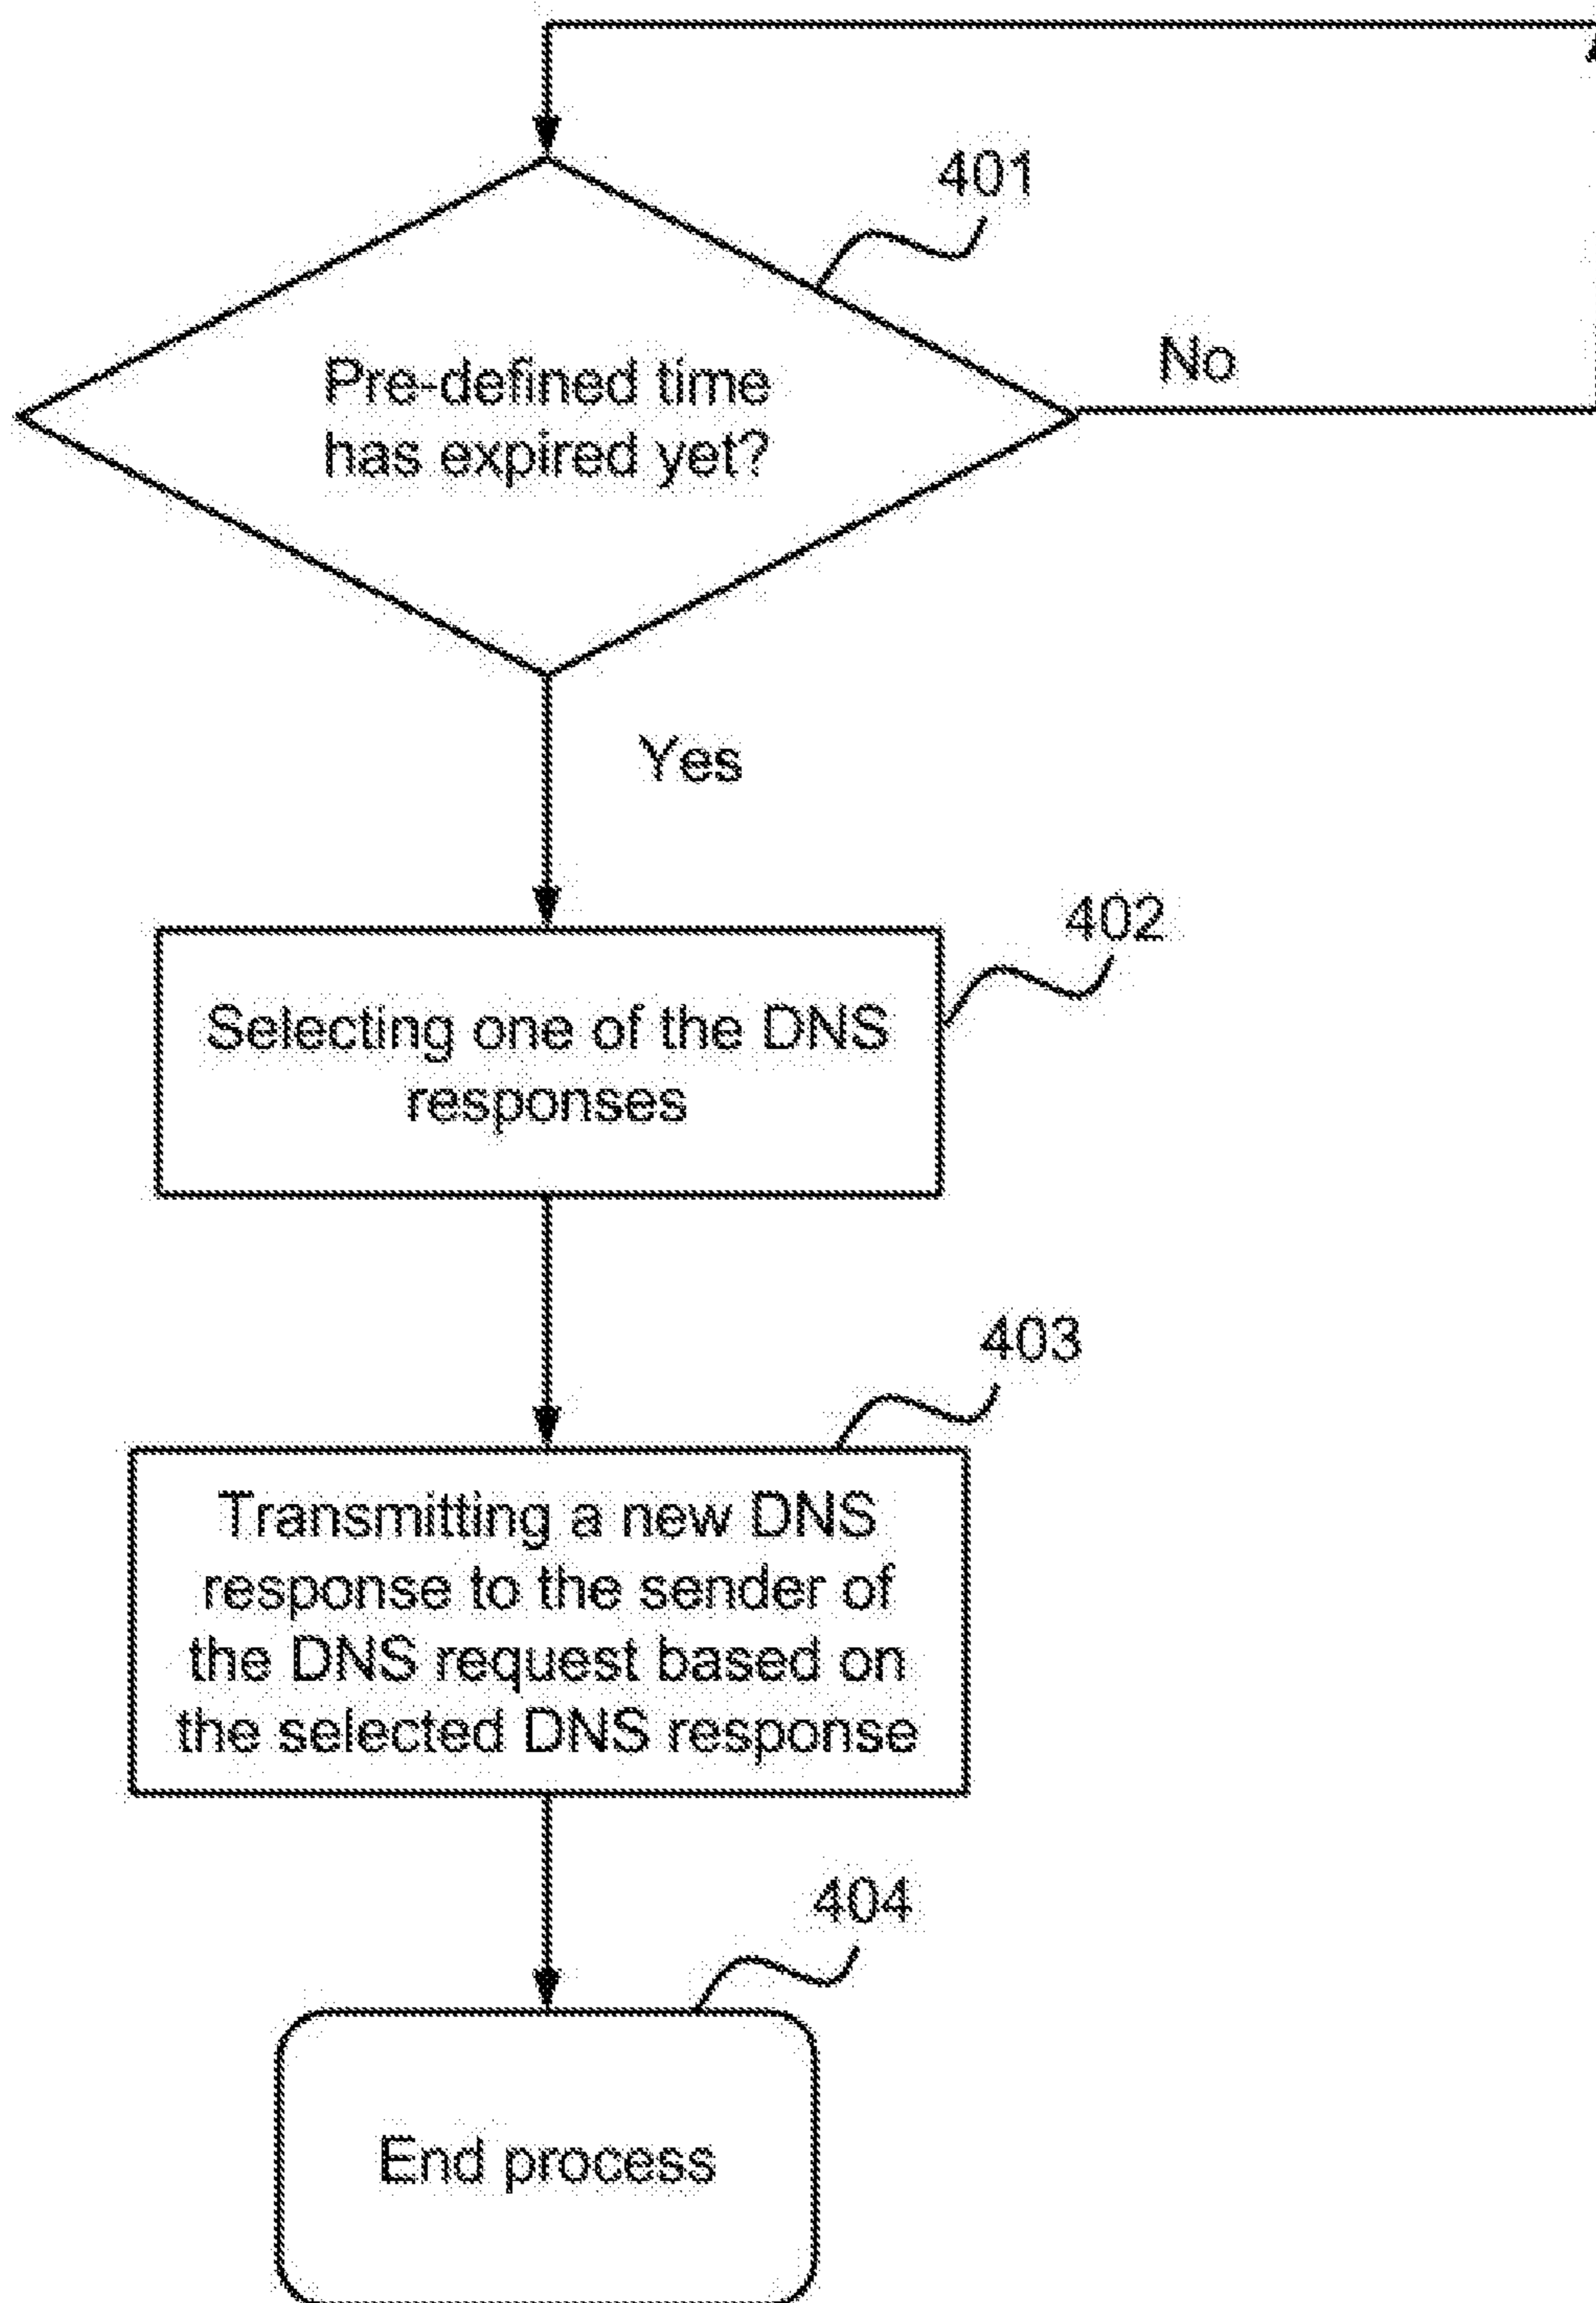 401
Pre-defined time
has expired yet?
No
Yes
402
Selecting one of the DNS
responses
403
Transmitting a new DNS
response to the sender of
the DNS request based on
the selected DNS response
404
End process